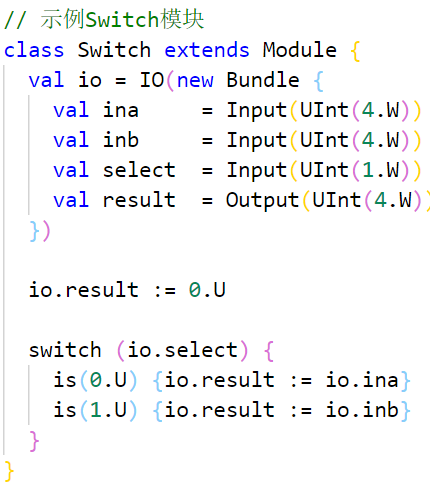 // 示例Switch模块
class Switch extends Module {
  val io = IO(new Bundle {
    val ina     = Input(UInt(4.W))
    val inb     = Input(UInt(4.W))
    val select  = Input(UInt(1.W))
    val result  = Output(UInt(4.W))
  })

  io.result := 0.U

  switch (io.select) {
    is(0.U) {io.result := io.ina}
    is(1.U) {io.result := io.inb}
  }
}